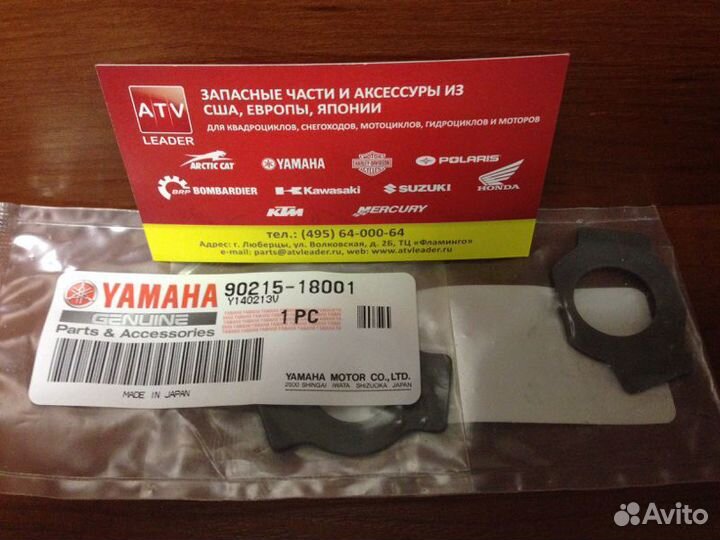 ATV
LEADER
ЗАПАСНЫЕ ЧАСТИ И АКСЕССУРЫ ИЗ
США, ЕВРОПЫ, ЯПОНИИ
ДЛЯ КВАДРОЦИКЛОВ, СНЕГОХОДОВ, МОТОЦИКЛОВ, ГИДРОЦИКЛОВ И МОТОРОВ
ARCTIC CAT
YAMAHA
HARLEY-DAVIDSON
POLARIS
BRP BOMBARDIER
Kawasaki
SUZUKI
HONDA
KTM
MERCURY
тел.: (495) 64-000-64
Адрес: г. Люберцы, ул. Волковская, д. 2Б, ТЦ «Фламинго»
e-mail: parts@atvleader.ru, web: www.atvleader.ru
YAMAHA
GENUINE
Parts & Accessories
MADE IN JAPAN
90215-18001
Y140213V
1 PC
YAMAHA MOTOR CO., LTD.
2500 SHINGAI IWATA SHIZUOKA JAPAN
Avito